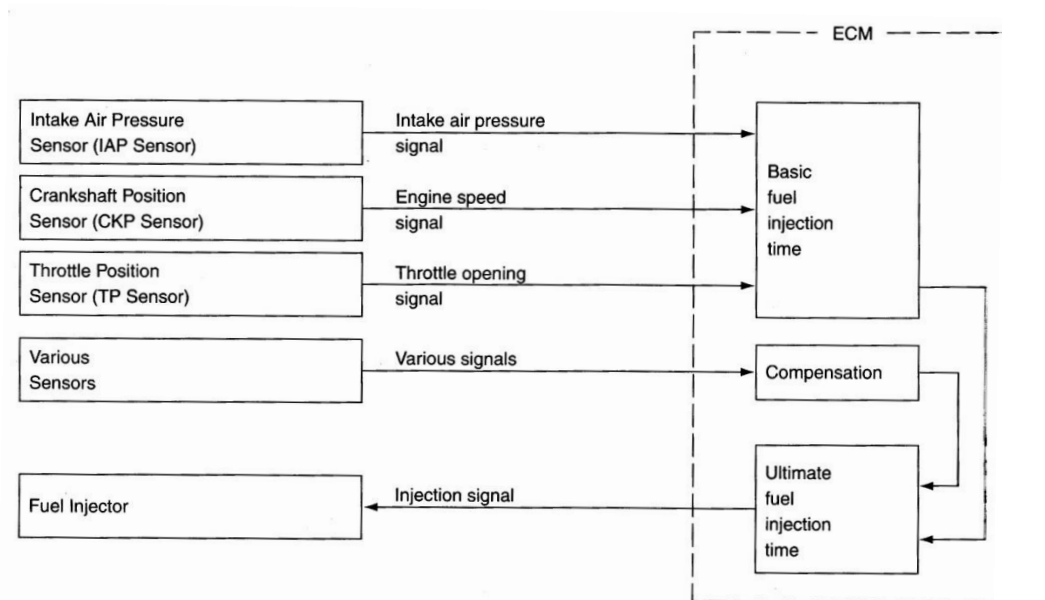 ECM
Intake Air Pressure
Sensor (IAP Sensor)
Intake air pressure
signal
Crankshaft Position
Sensor (CKP Sensor)
Engine speed
signal
Throttle Position
Sensor (TP Sensor)
Throttle opening
signal
Basic
fuel
injection
time
Various
Sensors
Various signals
Compensation
Fuel Injector
Injection signal
Ultimate
fuel
injection
time